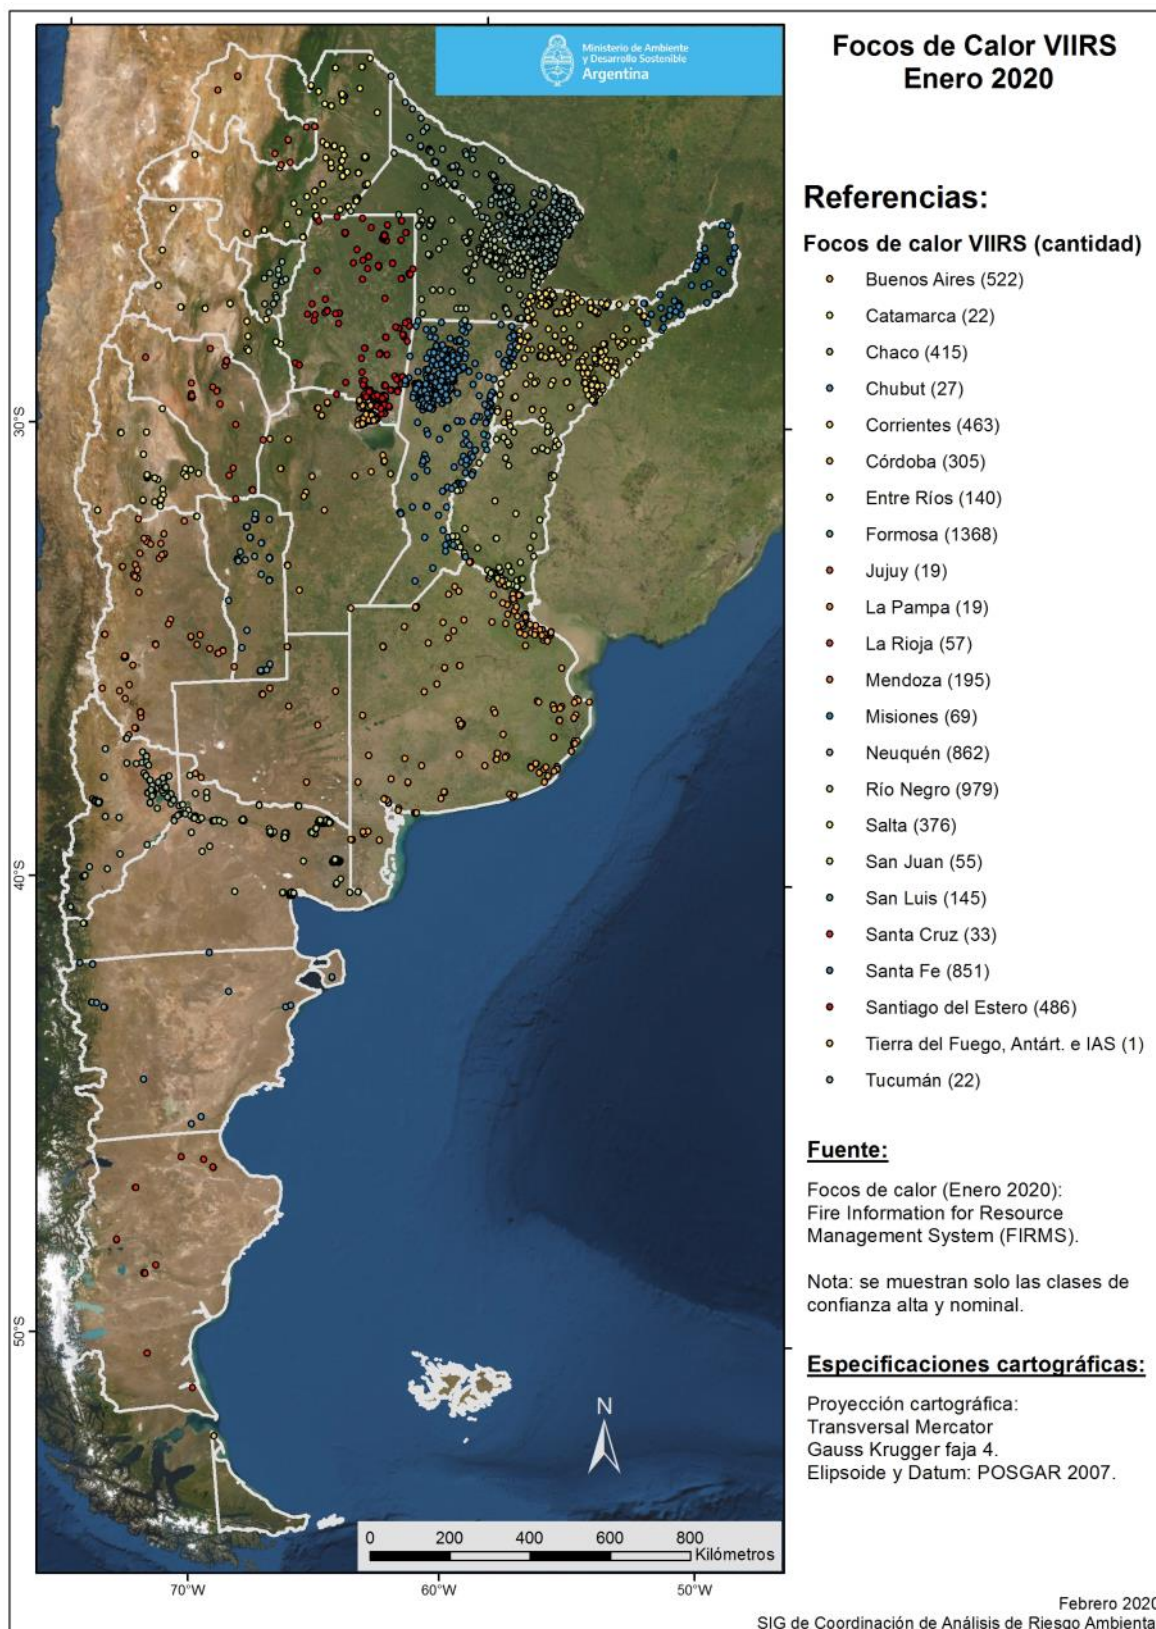 Ministerio de Ambiente
y Desarrollo Sostenible
Argentina
Focos de Calor VIIRS
Enero 2020
Referencias:
Focos de calor VIIRS (cantidad)
Buenos Aires (522)
Catamarca (22)
Chaco (415)
Chubut (27)
Corrientes (463)
Córdoba (305)
Entre Ríos (140)
Formosa (1368)
Jujuy (19)
La Pampa (19)
La Rioja (57)
Mendoza (195)
Misiones (69)
Neuquén (862)
Río Negro (979)
Salta (376)
San Juan (55)
San Luis (145)
Santa Cruz (33)
Santa Fe (851)
Santiago del Estero (486)
Tierra del Fuego, Antárt. e IAS (1)
Tucumán (22)
Fuente:
Focos de calor (Enero 2020):
Fire Information for Resource
Management System (FIRMS).
Nota: se muestran solo las clases de
confianza alta y nominal.
Especificaciones cartográficas:
Proyección cartográfica:
Transversal Mercator
Gauss Krugger faja 4.
Elipsoide y Datum: POSGAR 2007.
30°S
40°S
50°S
N
0 200 400 600 800
Kilómetros
70°W 60°W 50°W
Febrero 2020
SIG de Coordinación de Análisis de Riesgo Ambienta